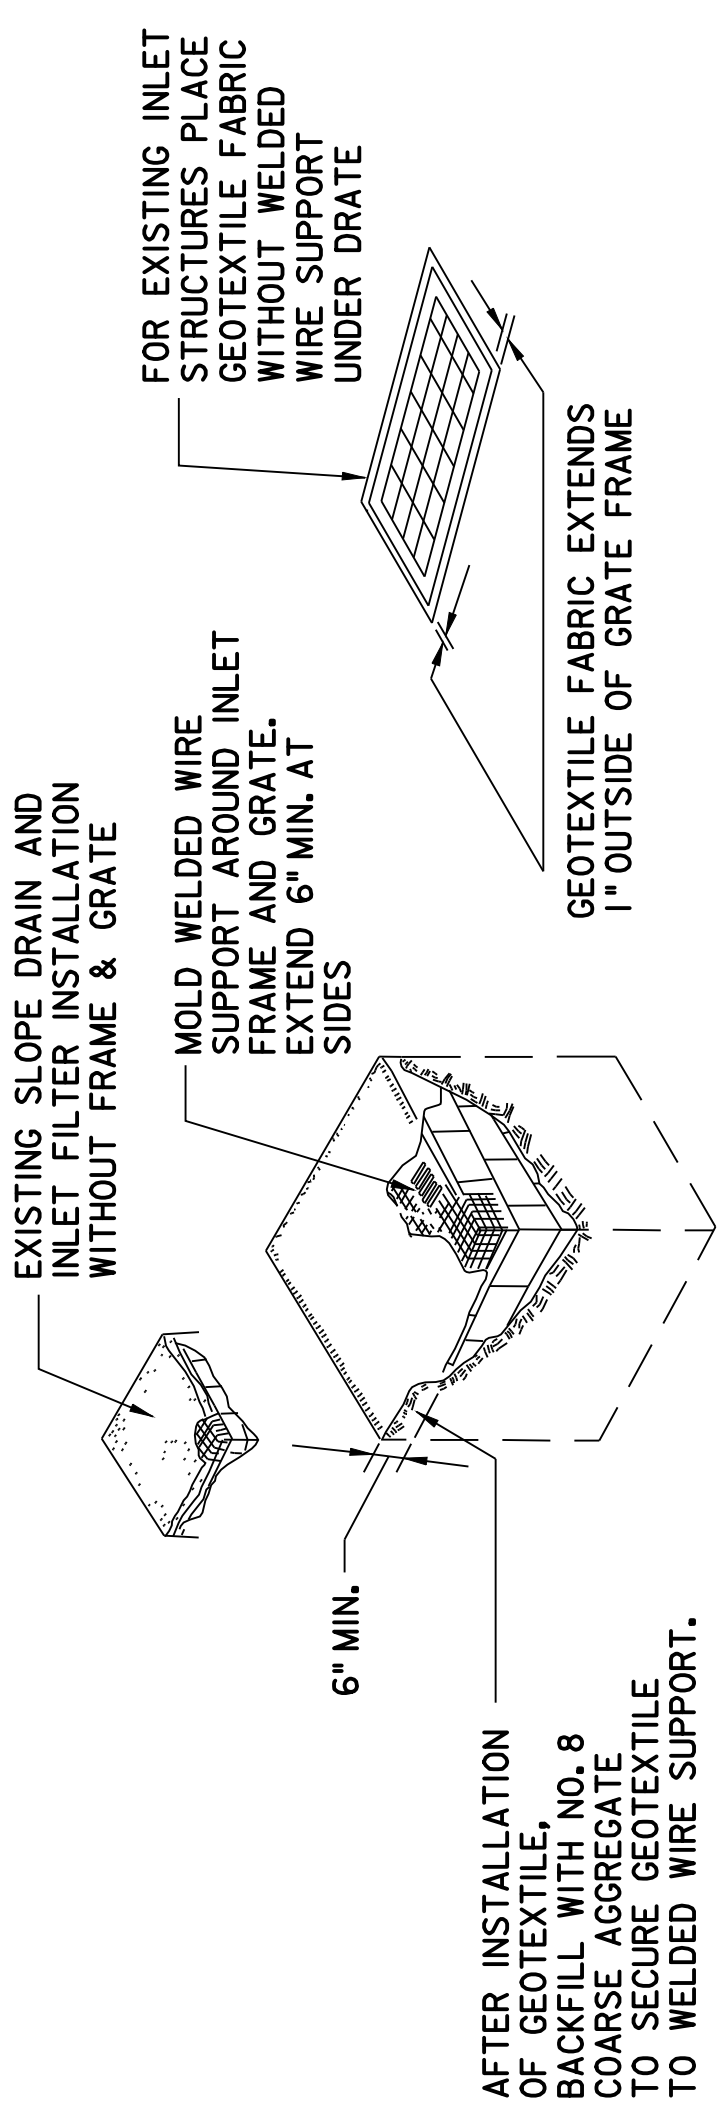 AFTER INSTALLATION
OF GEOTEXTILE,
BACKFILL WITH NO. 8
COARSE AGGREGATE
TO SECURE GEOTEXTILE
TO WELDED WIRE SUPPORT.
6" MIN.
EXISTING SLOPE DRAIN AND
INLET FILTER INSTALLATION
WITHOUT FRAME & GRATE
MOLD WELDED WIRE
SUPPORT AROUND INLET
FRAME AND GRATE.
EXTEND 6" MIN. AT
SIDES
FOR EXISTING INLET
STRUCTURES PLACE
GEOTEXTILE FABRIC
WITHOUT WELDED
WIRE SUPPORT
UNDER DRATE
GEOTEXTILE FABRIC EXTENDS
1" OUTSIDE OF GRATE FRAME